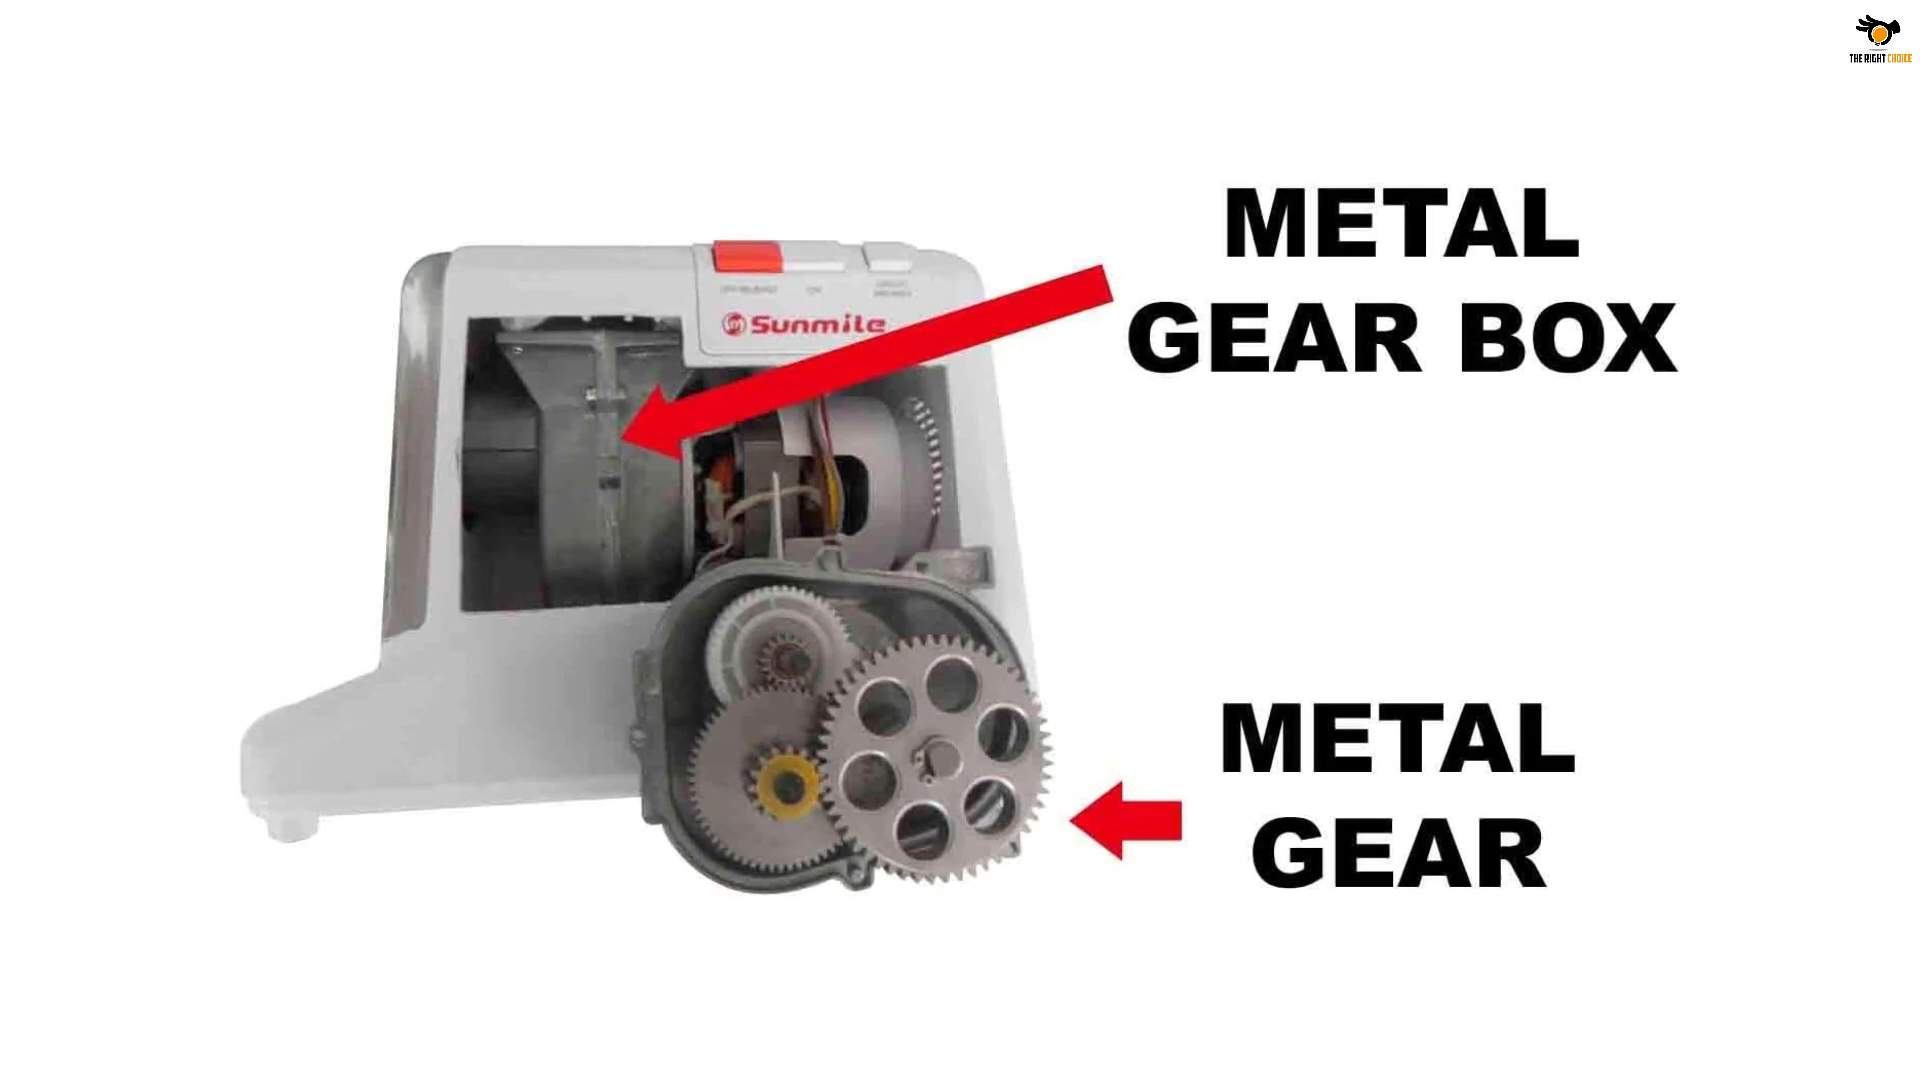 THE RIGHT CHOICE
METAL
GEAR BOX
Sunmile
METAL
GEAR